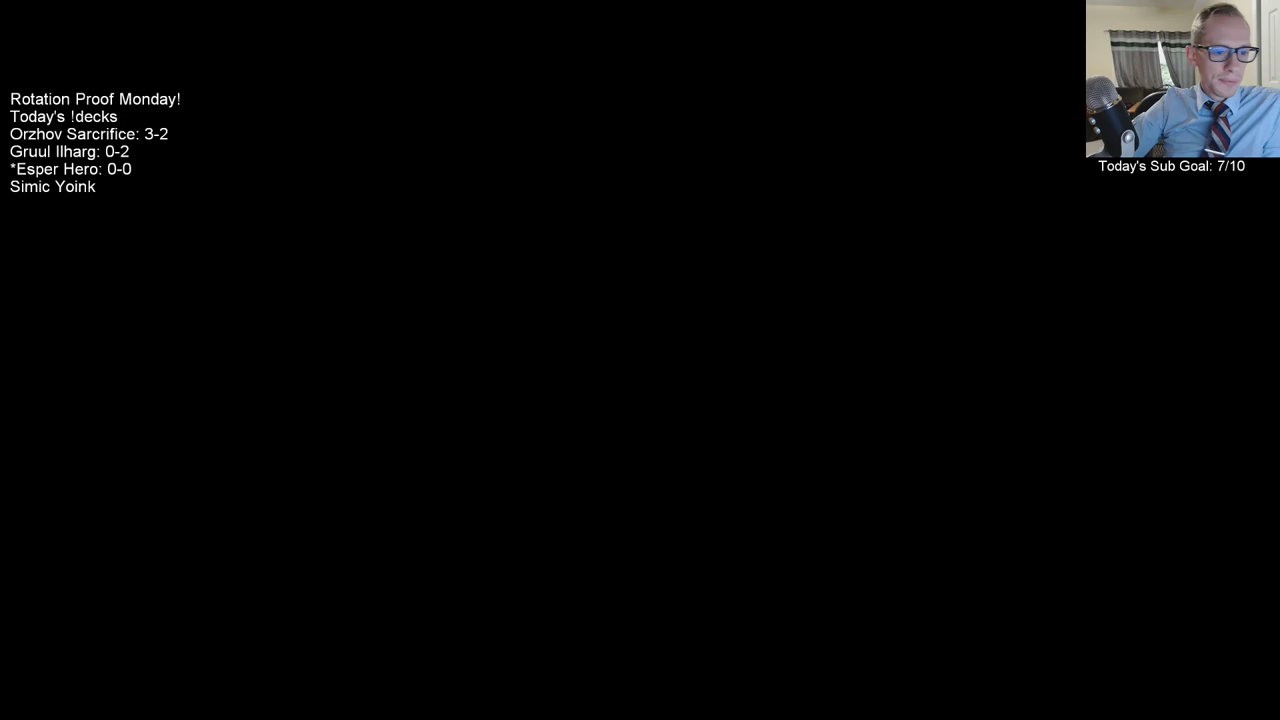 Rotation Proof Monday!
Today's !decks
Orzhov Sarcrifice: 3-2
Gruul Ilharg: 0-2
*Esper Hero: 0-0
Simic Yoink
Today's Sub Goal: 7/10